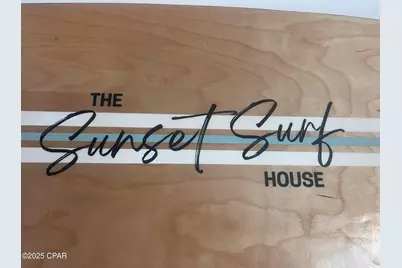 THE
Sunset Surf
HOUSE
©2025 CPAR